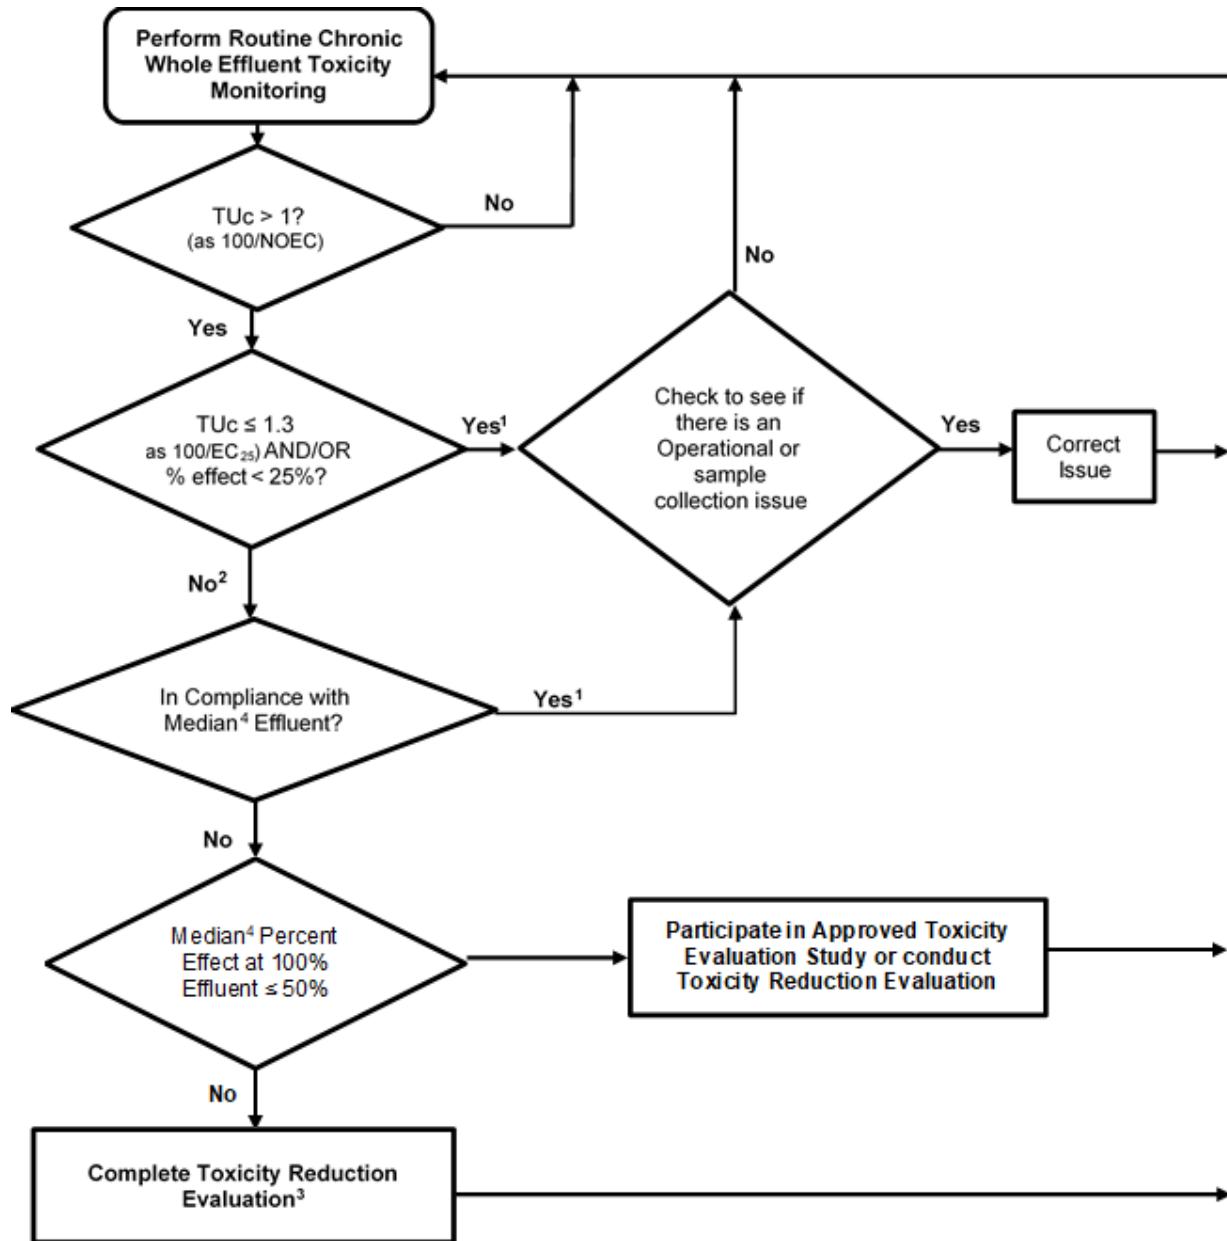 Perform Routine Chronic
Whole Effluent Toxicity
Monitoring
TUc > 1?
(as 100/NOEC)
No
Yes
TUc ≤ 1.3
as 100/EC₂₅) AND/OR
% effect < 25%?
Yes¹
No
Check to see if
there is an
Operational or
sample
collection issue
Yes
Correct
Issue
No²
In Compliance with
Median⁴ Effluent?
Yes¹
No
Median⁴ Percent
Effect at 100%
Effluent ≤ 50%
Participate in Approved Toxicity
Evaluation Study or conduct
Toxicity Reduction Evaluation
No
Complete Toxicity Reduction
Evaluation³